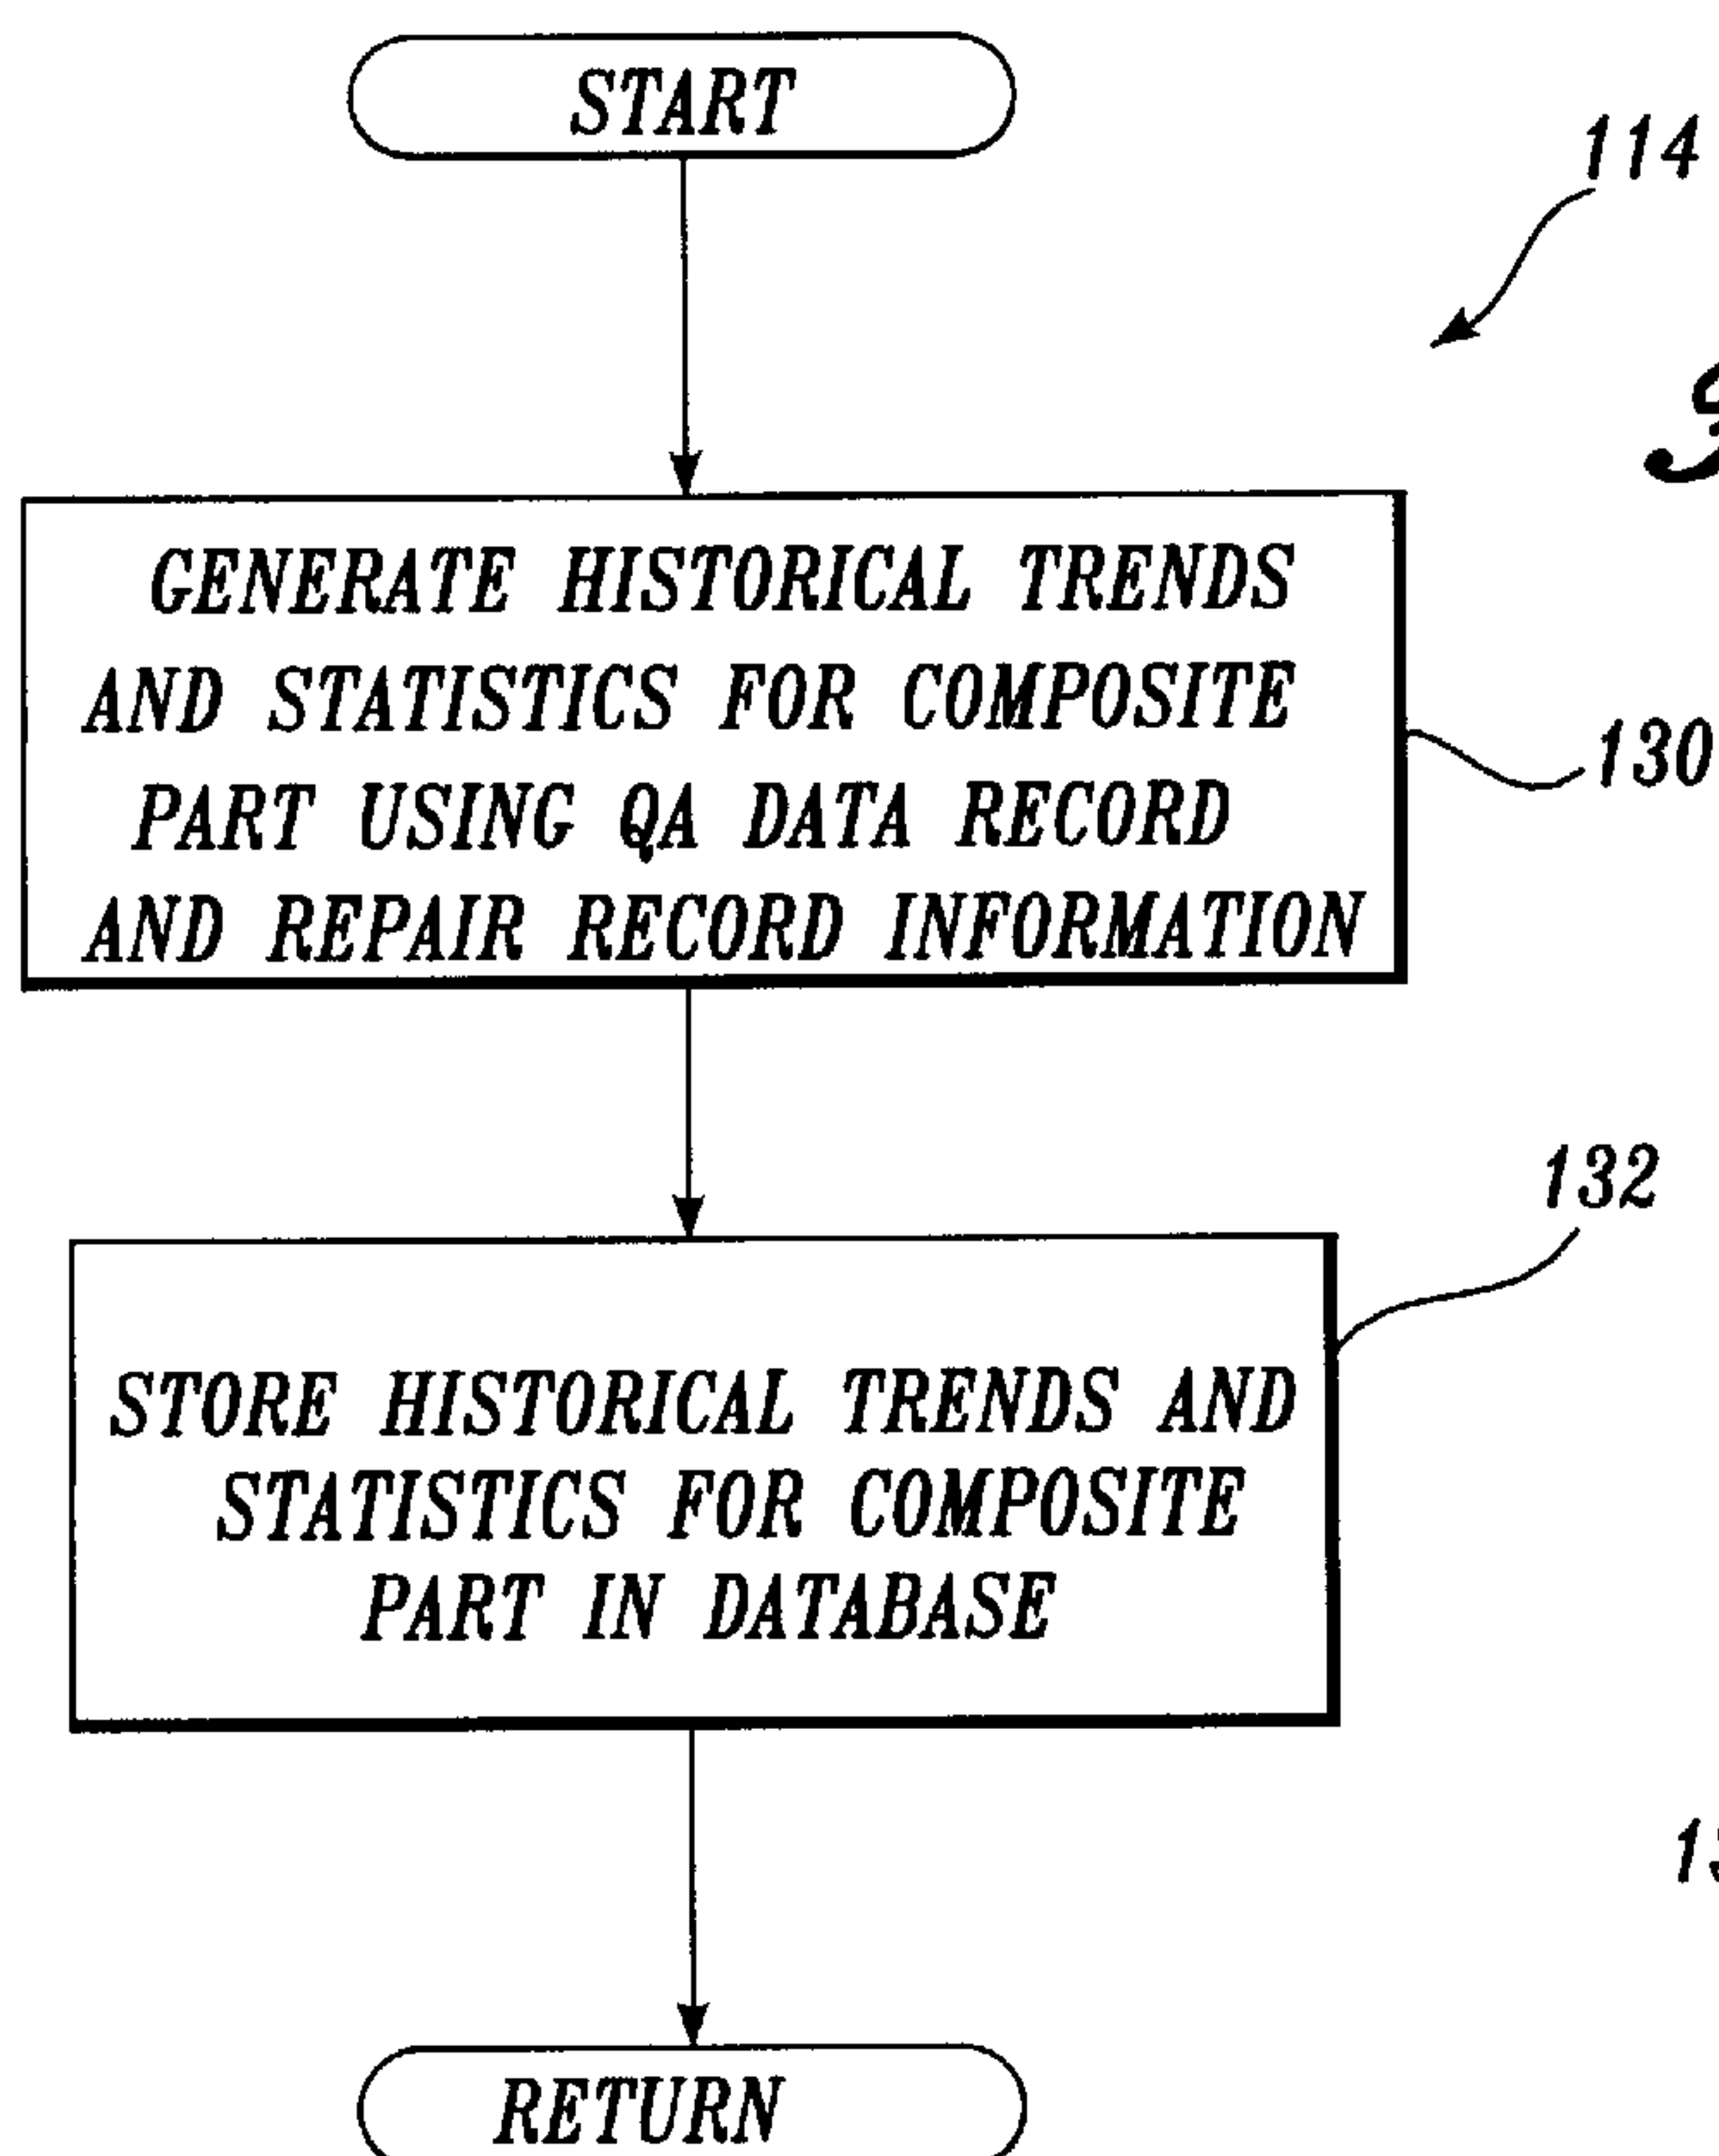 START
114
GENERATE HISTORICAL TRENDS
AND STATISTICS FOR COMPOSITE
PART USING QA DATA RECORD
AND REPAIR RECORD INFORMATION
130
132
STORE HISTORICAL TRENDS AND
STATISTICS FOR COMPOSITE
PART IN DATABASE
RETURN